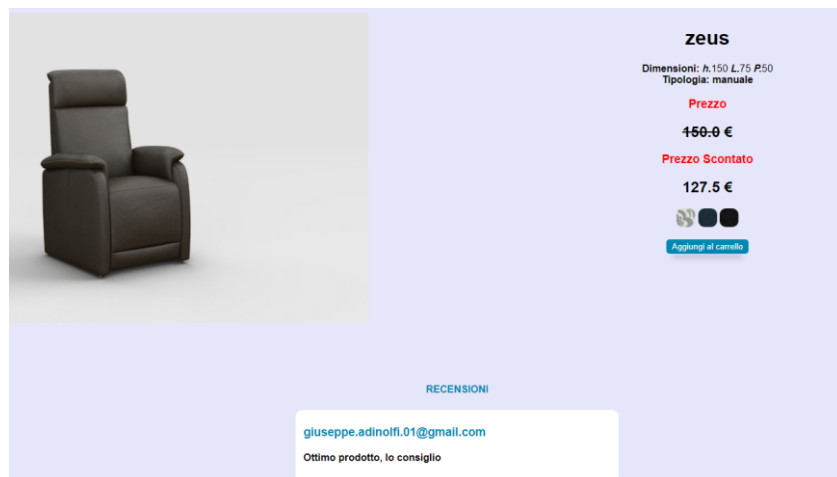 zeus
Dimensioni: h.150 L.75 P.50
Tipologia: manuale
Prezzo
150.0 €
Prezzo Scontato
127.5 €
Aggiungi al carrello
RECENSIONI
giuseppe.adinolfi.01@gmail.com
Ottimo prodotto, lo consiglio